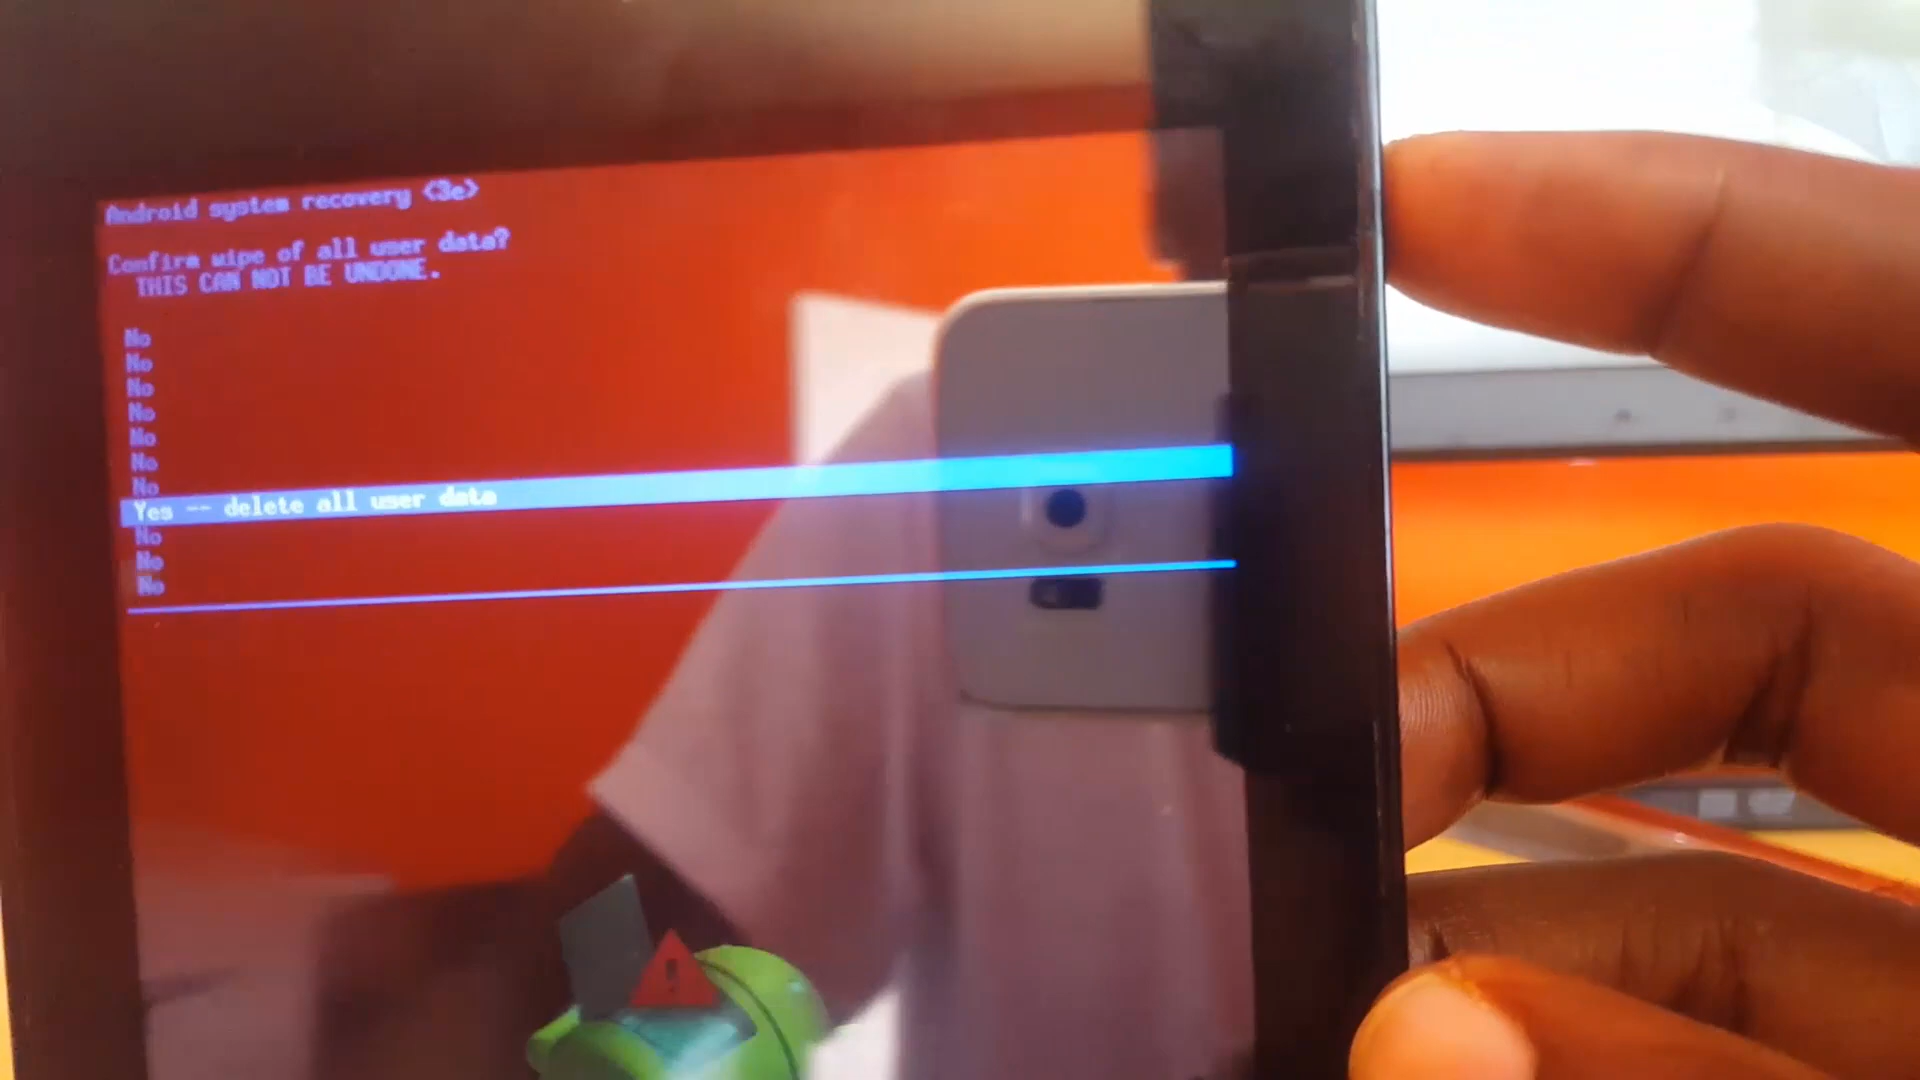 Android system recovery <3e>
Confirm wipe of all user data?
THIS CAN NOT BE UNDONE.
No
No
No
No
No
No
No
Yes -- delete all user data
No
No
No